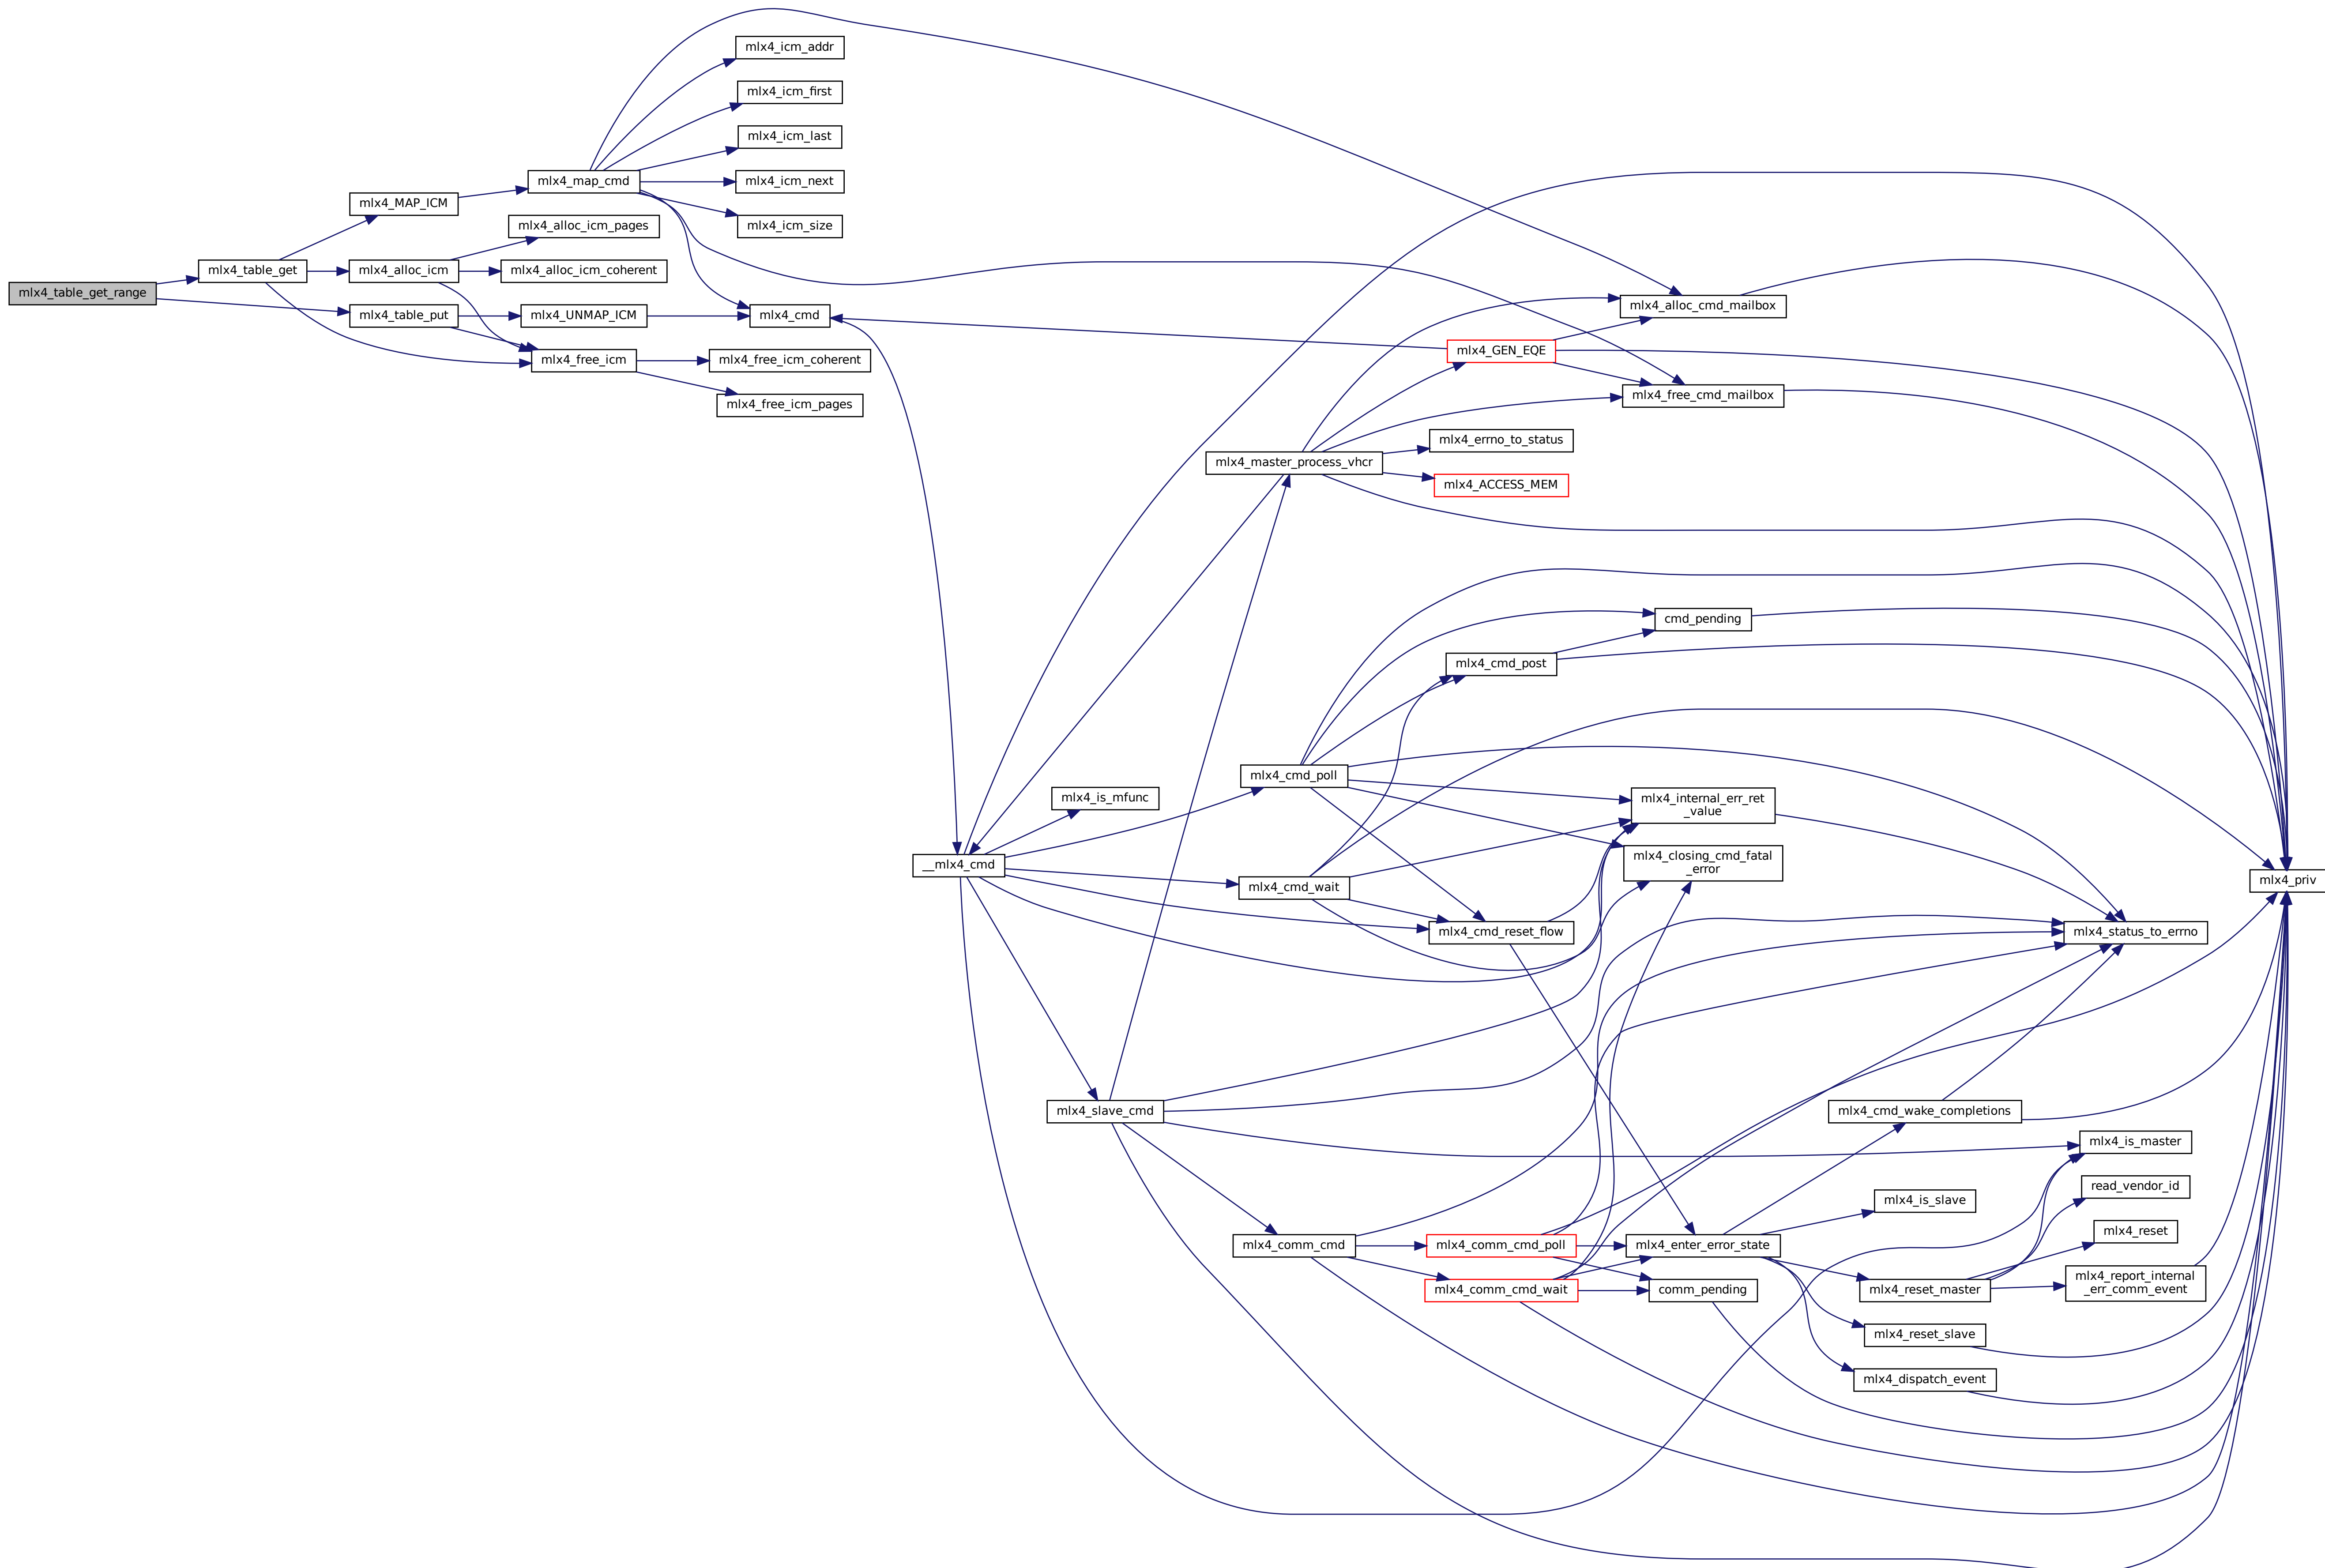 mlx4_table_get_range
mlx4_table_get
mlx4_table_put
mlx4_MAP_ICM
mlx4_alloc_icm
mlx4_map_cmd
mlx4_alloc_icm_pages
mlx4_alloc_icm_coherent
mlx4_UNMAP_ICM
mlx4_free_icm
mlx4_icm_addr
mlx4_icm_first
mlx4_icm_last
mlx4_icm_next
mlx4_icm_size
mlx4_cmd
mlx4_free_icm_coherent
mlx4_free_icm_pages
__mlx4_cmd
mlx4_is_mfunc
mlx4_slave_cmd
mlx4_master_process_vhcr
mlx4_cmd_poll
mlx4_cmd_wait
mlx4_comm_cmd
mlx4_GEN_EQE
mlx4_errno_to_status
mlx4_ACCESS_MEM
mlx4_cmd_post
mlx4_cmd_reset_flow
mlx4_comm_cmd_poll
mlx4_comm_cmd_wait
mlx4_alloc_cmd_mailbox
mlx4_free_cmd_mailbox
cmd_pending
mlx4_internal_err_ret
_value
mlx4_closing_cmd_fatal
_error
mlx4_enter_error_state
comm_pending
mlx4_cmd_wake_completions
mlx4_is_slave
mlx4_reset_master
mlx4_reset_slave
mlx4_dispatch_event
mlx4_status_to_errno
mlx4_is_master
read_vendor_id
mlx4_reset
mlx4_report_internal
_err_comm_event
mlx4_priv